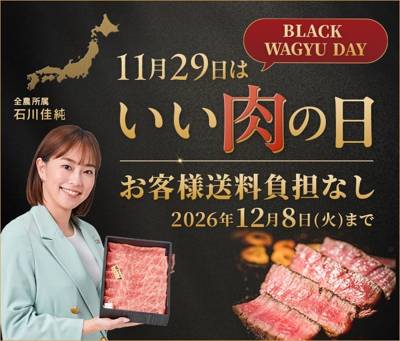 BLACK
WAGYU DAY
11月29日は
全農所属
石川佳純
いい肉の日
お客様送料負担なし
2026年12月8日(火)まで